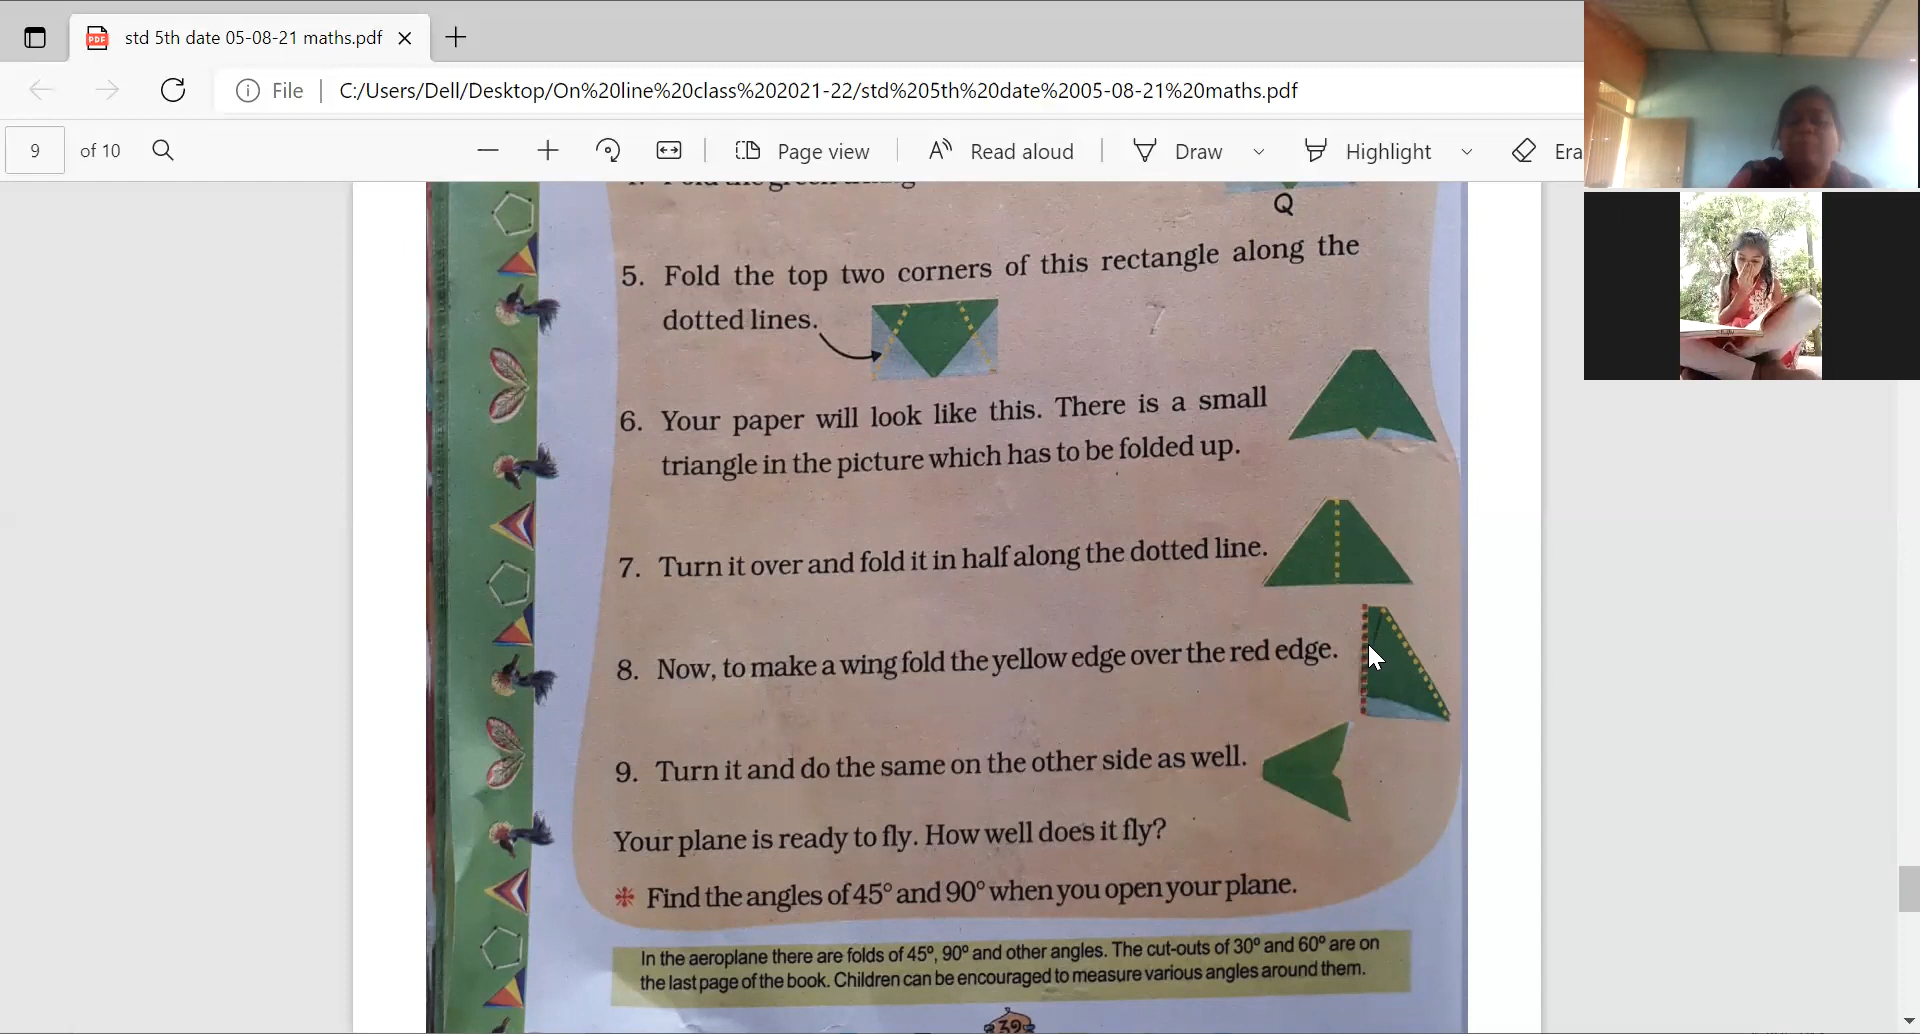 std 5th date 05-08-21 maths.pdf
File
C:/Users/Dell/Desktop/On%20line%20class%202021-22/std%205th%20date%2005-08-21%20maths.pdf
9 of 10
Page view
Read aloud
Draw
Highlight
Era
Q
5. Fold the top two corners of this rectangle along the
dotted lines.
7
6. Your paper will look like this. There is a small
triangle in the picture which has to be folded up.
7. Turn it over and fold it in half along the dotted line.
8. Now, to make a wing fold the yellow edge over the red edge.
9. Turn it and do the same on the other side as well.
Your plane is ready to fly. How well does it fly?
Find the angles of 45° and 90° when you open your plane.
In the aeroplane there are folds of 45º, 90º and other angles. The cut-outs of 30º and 60º are on
the last page of the book. Children can be encouraged to measure various angles around them.
39